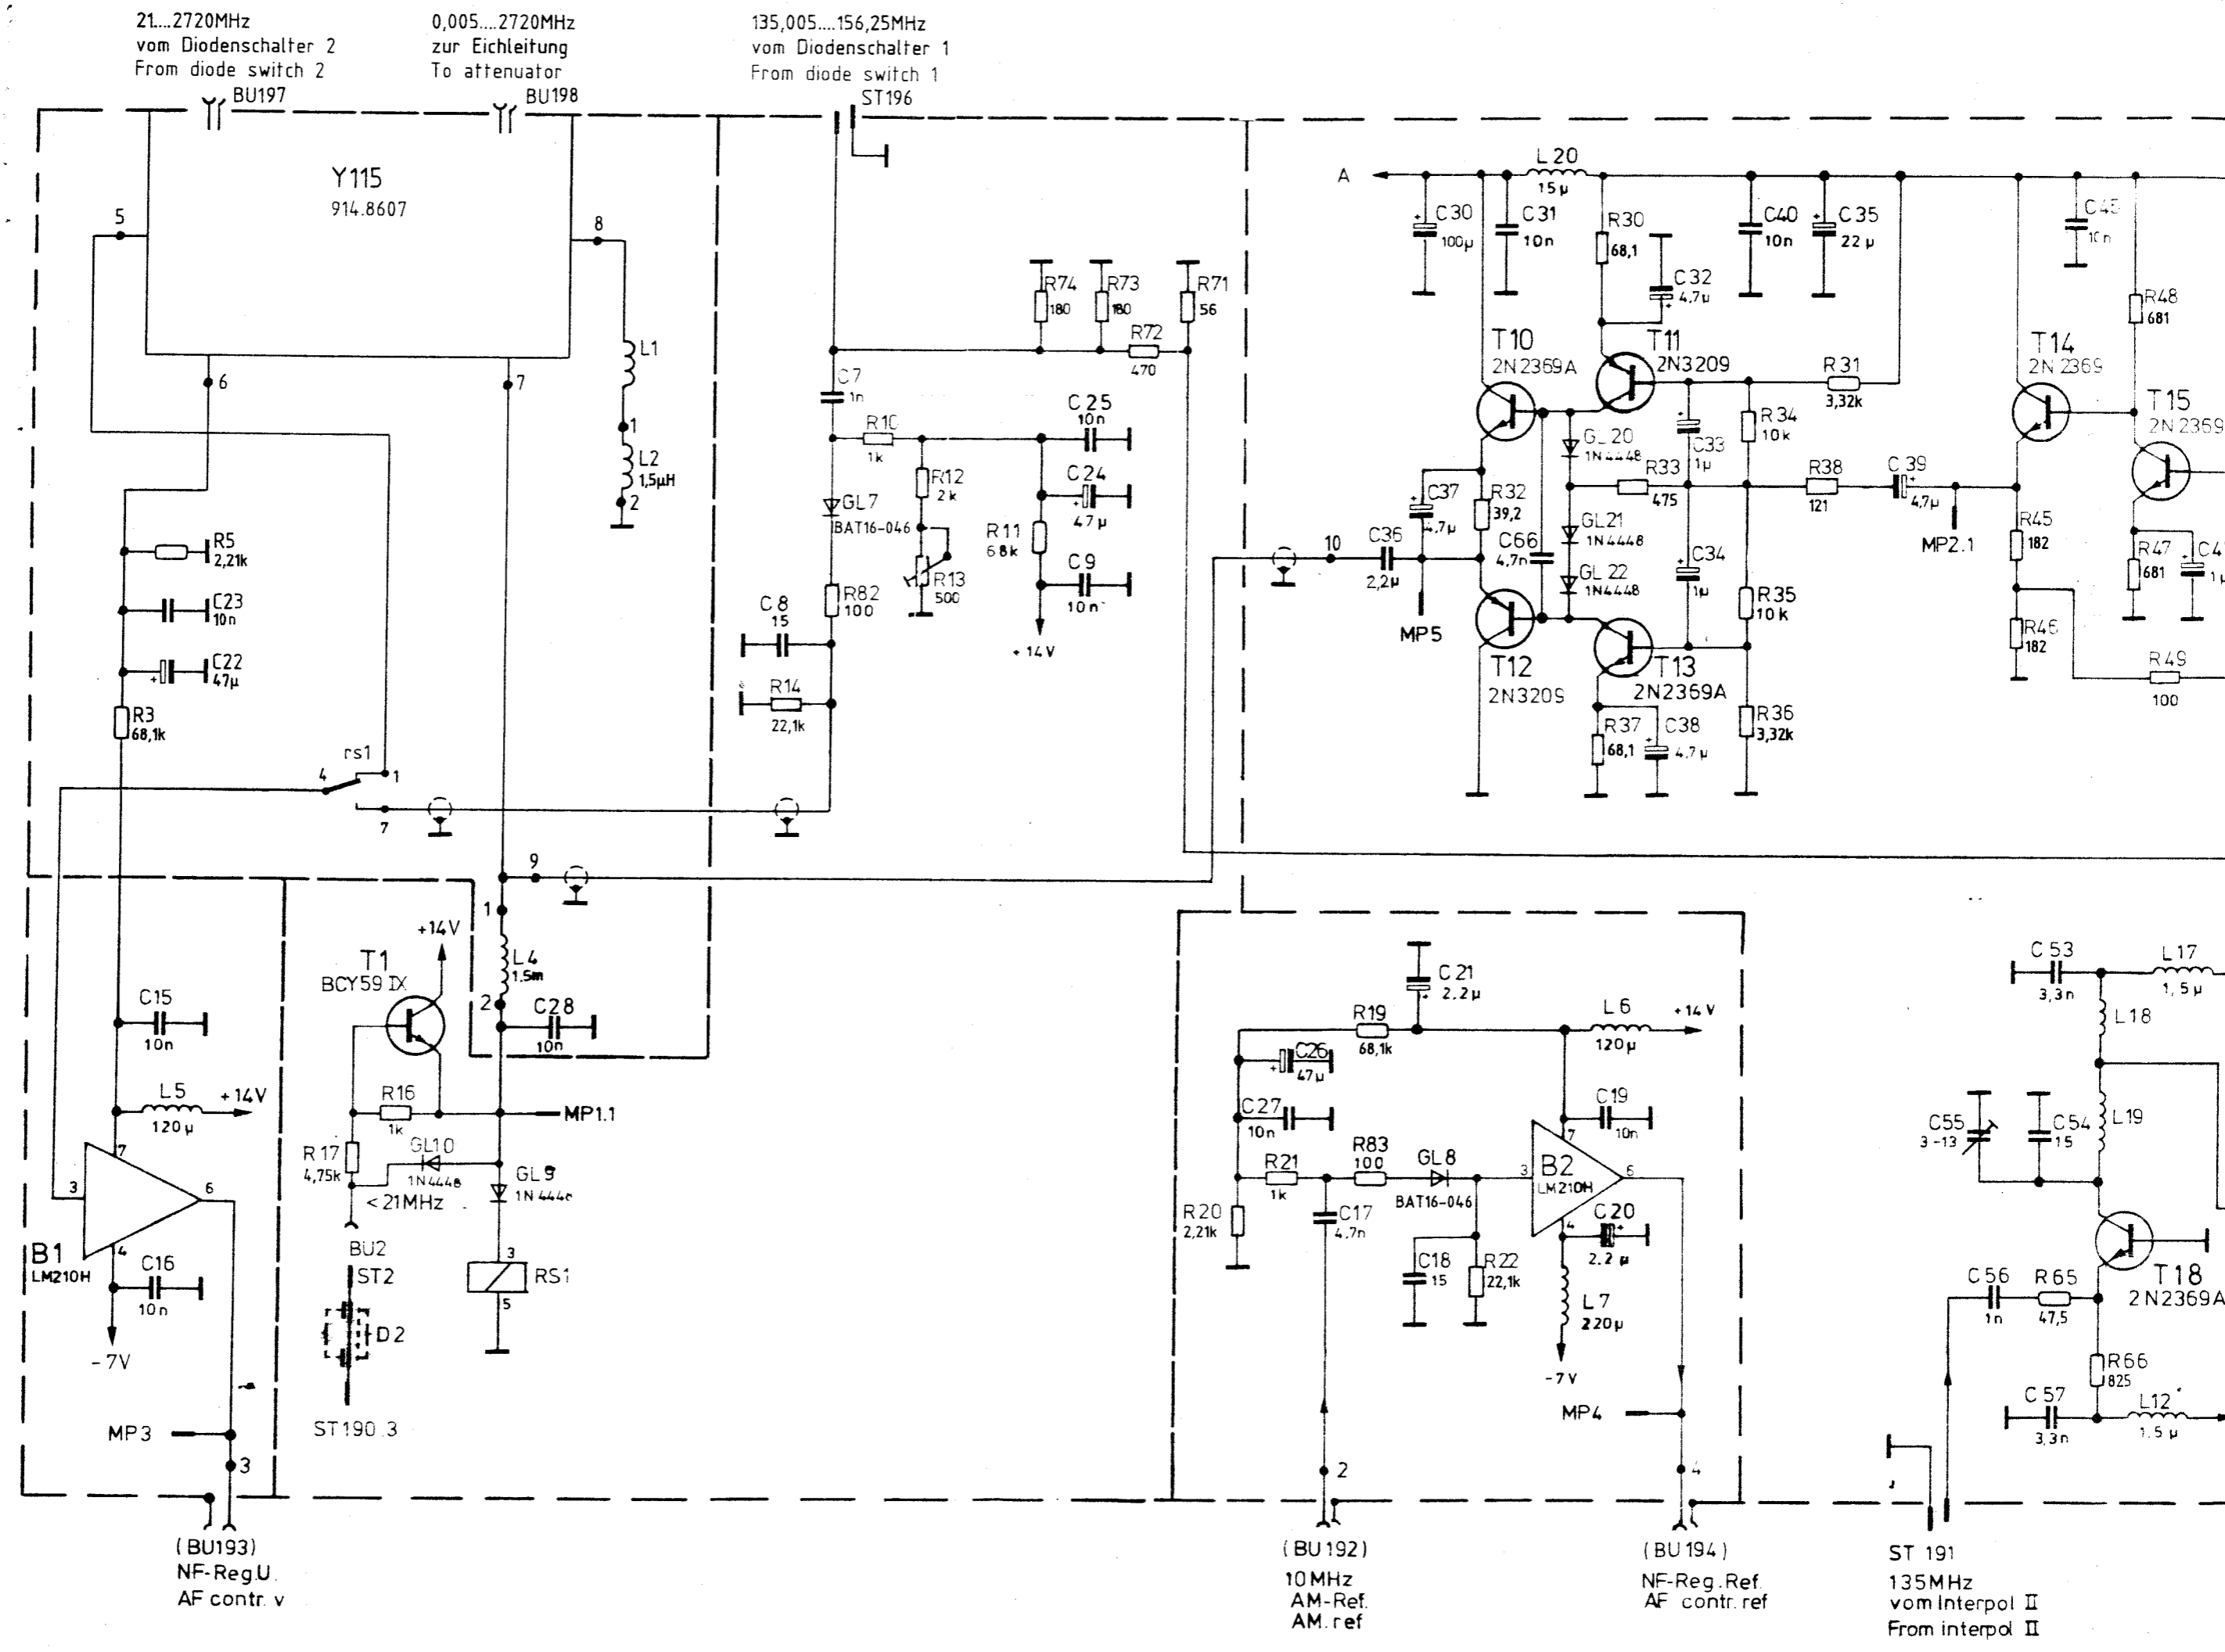 21....2720MHz
vom Diodenschalter 2
From diode switch 2
BU197
0,005....2720MHz
zur Eichleitung
To attenuator
BU198
135,005....156,25MHz
vom Diodenschalter 1
From diode switch 1
ST196
Y115
914.8607
5
8
6
7
L1
1
L2
1,5µH
2
R5
2,21k
C23
10n
C22
+
47µ
R3
68,1k
rs1
4
1
7
9
R74
180
R73
180
R71
56
R72
470
C7
1n
R10
1k
C25
10n
R12
2k
C24
+
47µ
GL7
BAT16-046
R11
68k
R13
500
C9
10n
+14V
R82
100
C8
15
R14
22,1k
A
L20
15µ
C30
+
100µ
C31
10n
R30
68,1
C32
4.7µ
+
C40
10n
C35
+
22µ
C45
10n
R48
681
T10
2N2369A
T11
2N3209
R31
3,32k
T14
2N2369
T15
2N2369
GL20
1N4448
C33
+
1µ
R34
10k
C37
+
4.7µ
R32
39,2
R33
475
R38
121
C39
+
4,7µ
MP2.1
R45
182
10
C36
2,2µ
C66
4.7n
GL21
1N4448
GL22
1N4448
C34
+
1µ
R35
10k
R47
681
+
1µ
MP5
T12
2N3209
T13
2N2369A
R46
182
R49
100
R37
68,1
C38
+
4.7µ
R36
3,32k
1
L4
1.5m
2
C28
10n
T1
BCY59 IX
+14V
C15
10n
L5
120µ
+14V
7
3
6
4
B1
LM210H
C16
10n
-7V
MP3
3
R16
1k
MP1.1
R17
4,75k
GL10
1N4448
<21MHz
GL9
BU2
ST2
D2
ST190.3
3
RS1
5
C21
2.2µ
+
R19
68,1k
L6
120µ
+14V
C26
+
47µ
C27
10n
C19
10n
R21
1k
R83
100
GL8
BAT16-046
7
3
B2
6
LM210H
4
R20
2,21k
C17
4.7n
C20
+
2.2µ
C18
15
R22
22,1k
L7
220µ
-7V
MP4
2
4
C53
3,3n
L17
1,5µ
L18
C55
3-13
C54
15
L19
T18
2N2369A
C56
1n
R65
47,5
R66
825
C57
3,3n
L12
1,5µ
(BU193)
NF-Reg.U.
AF contr. v
(BU192)
10MHz
AM-Ref.
AM.ref
(BU194)
NF-Reg.Ref.
AF contr.ref
ST 191
135MHz
vom Interpol II
From interpol II